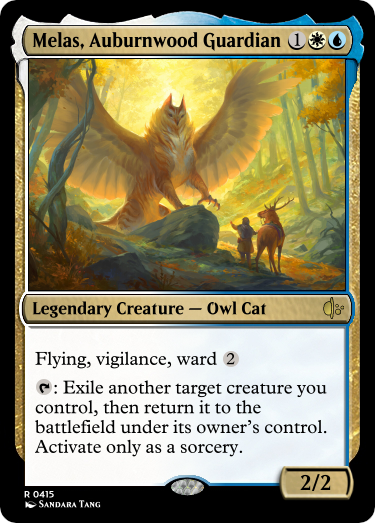 Melas, Auburnwood Guardian 1
Legendary Creature — Owl Cat
Flying, vigilance, ward 2
: Exile another target creature you
control, then return it to the
battlefield under its owner's control.
Activate only as a sorcery.
2/2
R 0415
Sandara Tang